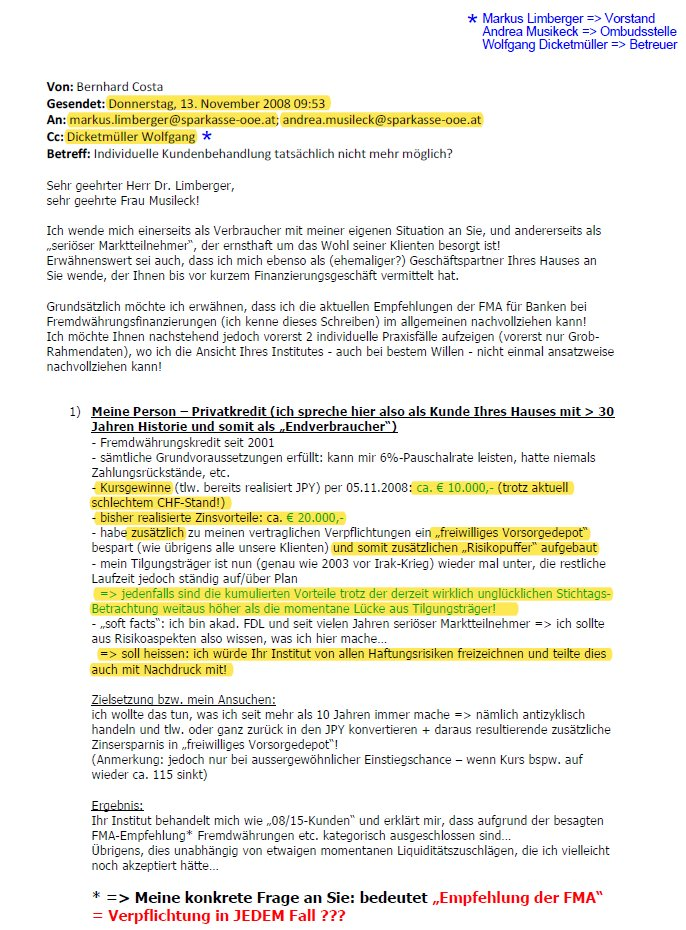 * Markus Limberger => Vorstand
Andrea Musikeck => Ombudsstelle
Wolfgang Dicketmüller => Betreuer
Von: Bernhard Costa
Gesendet: Donnerstag, 13. November 2008 09:53
An: markus.limberger@sparkasse-ooe.at; andrea.musileck@sparkasse-ooe.at
Cc: Dicketmüller Wolfgang *
Betreff: Individuelle Kundenbehandlung tatsächlich nicht mehr möglich?
Sehr geehrter Herr Dr. Limberger,
sehr geehrte Frau Musileck!
Ich wende mich einerseits als Verbraucher mit meiner eigenen Situation an Sie, und andererseits als
„seriöser Marktteilnehmer“, der ernsthaft um das Wohl seiner Klienten besorgt ist!
Erwähnenswert sei auch, dass ich mich ebenso als (ehemaliger?) Geschäftspartner Ihres Hauses an
Sie wende, der Ihnen bis vor kurzem Finanzierungsgeschäft vermittelt hat.
Grundsätzlich möchte ich erwähnen, dass ich die aktuellen Empfehlungen der FMA für Banken bei
Fremdwährungsfinanzierungen (ich kenne dieses Schreiben) im allgemeinen nachvollziehen kann!
Ich möchte Ihnen nachstehend jedoch vorerst 2 individuelle Praxisfälle aufzeigen (vorerst nur Grob-
Rahmendaten), wo ich die Ansicht Ihres Institutes - auch bei bestem Willen - nicht einmal ansatzweise
nachvollziehen kann!
1) Meine Person – Privatkredit (ich spreche hier also als Kunde Ihres Hauses mit > 30
Jahren Historie und somit als „Endverbraucher“)
- Fremdwährungskredit seit 2001
- sämtliche Grundvoraussetzungen erfüllt: kann mir 6%-Pauschalrate leisten, hatte niemals
Zahlungsrückstände, etc.
- Kursgewinne (tlw. bereits realisiert JPY) per 05.11.2008: ca. € 10.000,- (trotz aktuell
schlechtem CHF-Stand!)
- bisher realisierte Zinsvorteile: ca. € 20.000,-
- habe zusätzlich zu meinen vertraglichen Verpflichtungen ein „freiwilliges Vorsorgedepot“
bespart (wie übrigens alle unsere Klienten) und somit zusätzlichen „Risikopuffer“ aufgebaut
- mein Tilgungsträger ist nun (genau wie 2003 vor Irak-Krieg) wieder mal unter, die restliche
Laufzeit jedoch ständig auf/über Plan
=> jedenfalls sind die kumulierten Vorteile trotz der derzeit wirklich unglücklichen Stichtags-
Betrachtung weitaus höher als die momentane Lücke aus Tilgungsträger!
- „soft facts“: ich bin akad. FDL und seit vielen Jahren seriöser Marktteilnehmer => ich sollte
aus Risikoaspekten also wissen, was ich hier mache…
=> soll heissen: ich würde Ihr Institut von allen Haftungsrisiken freizeichnen und teilte dies
auch mit Nachdruck mit!
Zielsetzung bzw. mein Ansuchen:
ich wollte das tun, was ich seit mehr als 10 Jahren immer mache => nämlich antizyklisch
handeln und tlw. oder ganz zurück in den JPY konvertieren + daraus resultierende zusätzliche
Zinsersparnis in „freiwilliges Vorsorgedepot“!
(Anmerkung: jedoch nur bei aussergewöhnlicher Einstiegschance – wenn Kurs bspw. auf
wieder ca. 115 sinkt)
Ergebnis:
Ihr Institut behandelt mich wie „08/15-Kunden“ und erklärt mir, dass aufgrund der besagten
FMA-Empfehlung* Fremdwährungen etc. kategorisch ausgeschlossen sind…
Übrigens, dies unabhängig von etwaigen momentanen Liquiditätszuschlägen, die ich vielleicht
noch akzeptiert hätte…
* => Meine konkrete Frage an Sie: bedeutet „Empfehlung der FMA“
= Verpflichtung in JEDEM Fall ???